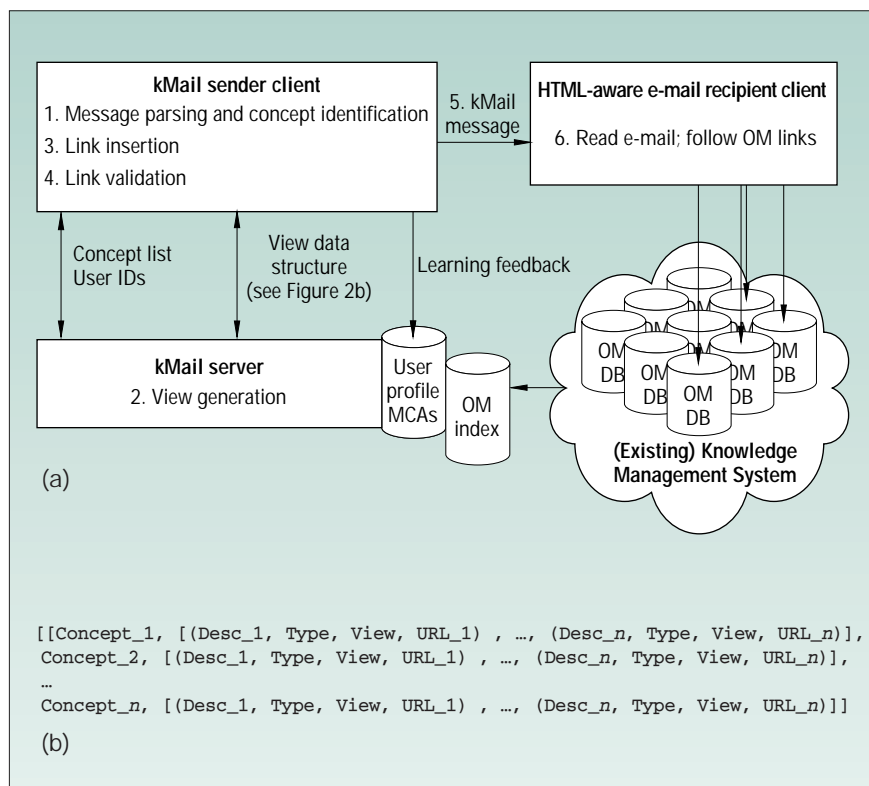 kMail sender client
1. Message parsing and concept identification
3. Link insertion
4. Link validation
5. kMail
message
HTML-aware e-mail recipient client
6. Read e-mail; follow OM links
Concept list
User IDs
View data
structure
(see Figure 2b)
Learning feedback
kMail server
2. View generation
User
profile
MCAs
OM
index
OM
DB
OM
DB
OM
DB
OM
DB
OM
DB
(Existing) Knowledge
Management System
(a)
[[Concept_1, [(Desc_1, Type, View, URL_1) , …, (Desc_n, Type, View, URL_n)],
Concept_2, [(Desc_1, Type, View, URL_1) , …, (Desc_n, Type, View, URL_n)],
…
Concept_n, [(Desc_1, Type, View, URL_1) , …, (Desc_n, Type, View, URL_n)]]
(b)